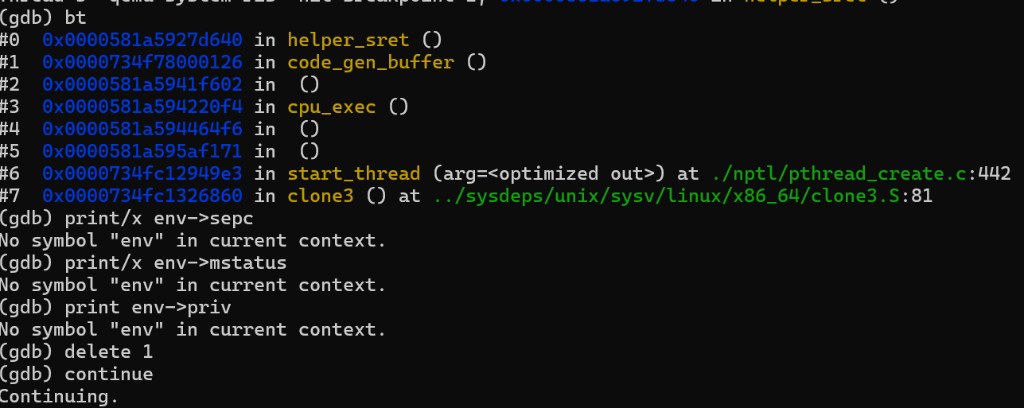 (gdb) bt
#0  0x0000581a5927d640 in helper_sret ()
#1  0x0000734f78000126 in code_gen_buffer ()
#2  0x0000581a5941f602 in  ()
#3  0x0000581a594220f4 in cpu_exec ()
#4  0x0000581a594464f6 in  ()
#5  0x0000581a595af171 in  ()
#6  0x0000734fc12949e3 in start_thread (arg=<optimized out>) at ./nptl/pthread_create.c:442
#7  0x0000734fc1326860 in clone3 () at ../sysdeps/unix/sysv/linux/x86_64/clone3.S:81
(gdb) print/x env->sepc
No symbol "env" in current context.
(gdb) print/x env->mstatus
No symbol "env" in current context.
(gdb) print env->priv
No symbol "env" in current context.
(gdb) delete 1
(gdb) continue
Continuing.